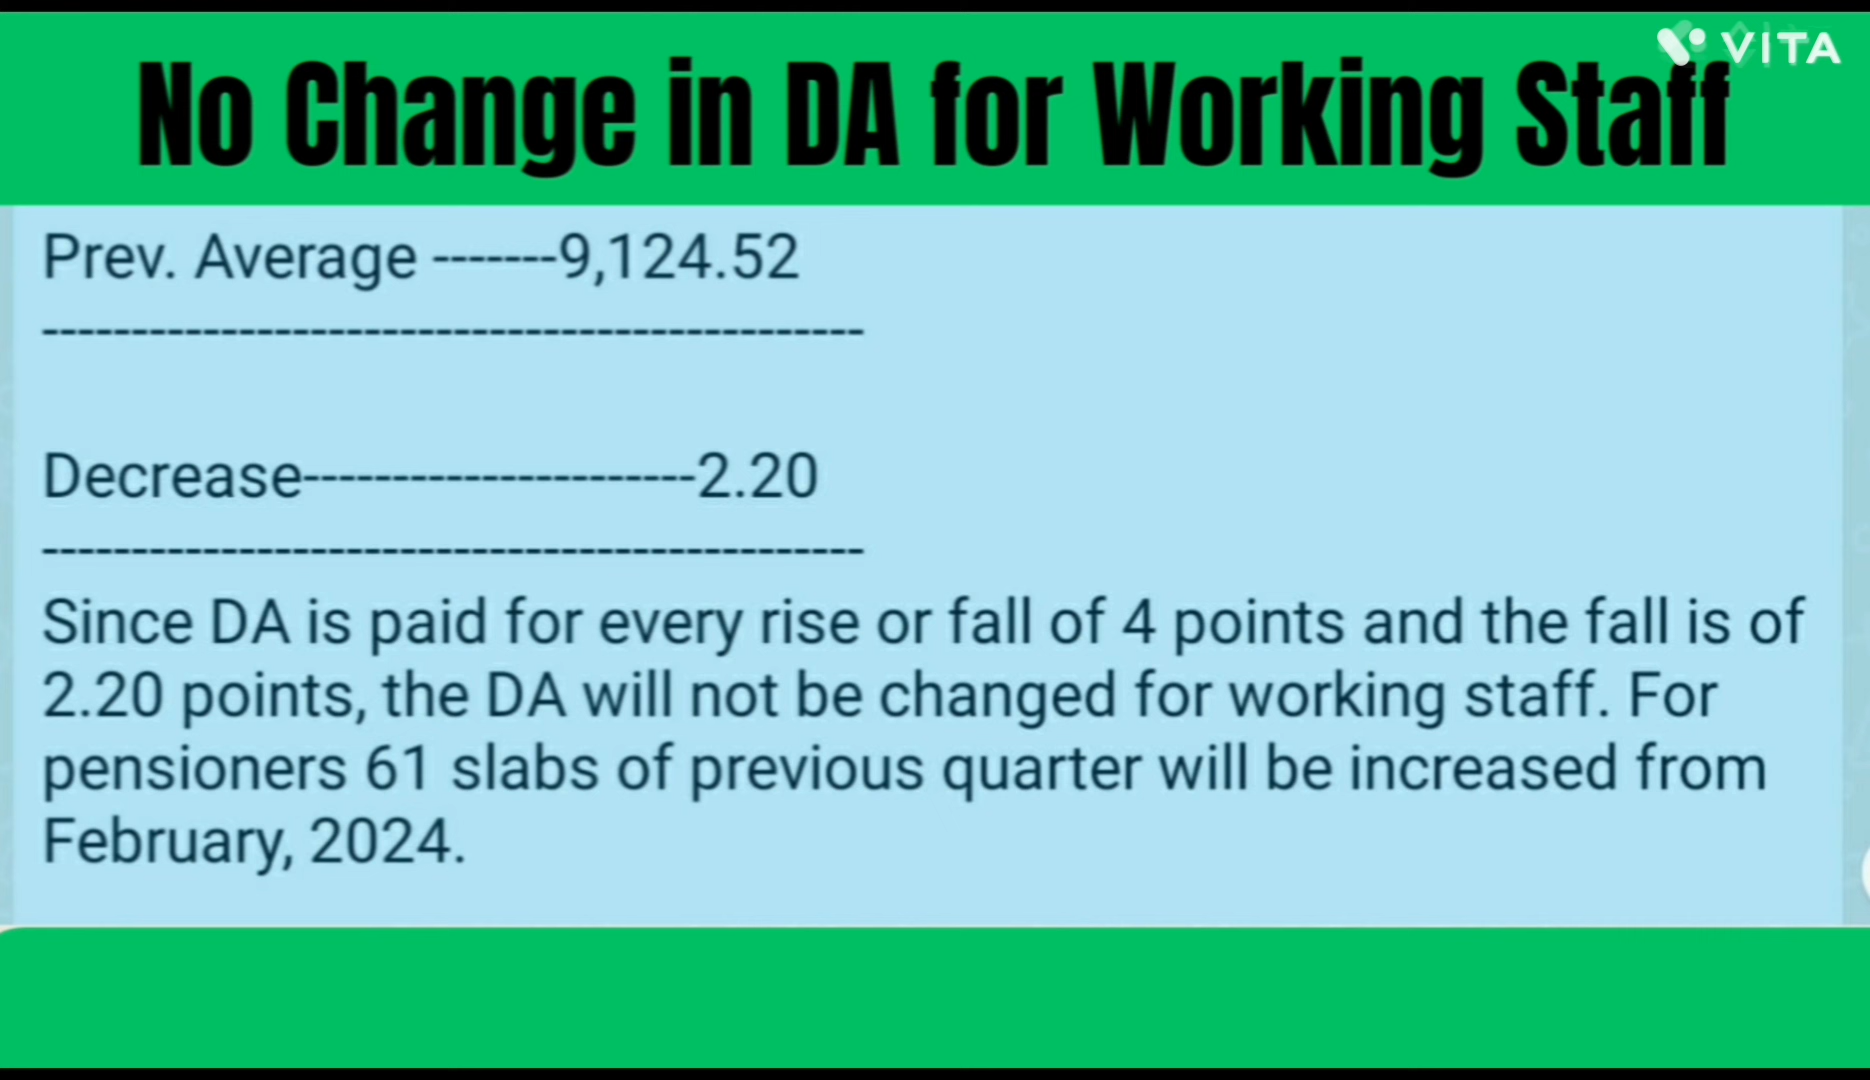 VITA
No Change in DA for Working Staff
Prev. Average -------9,124.52
-----------------------------------------------
Decrease----------------------2.20
-----------------------------------------------
Since DA is paid for every rise or fall of 4 points and the fall is of
2.20 points, the DA will not be changed for working staff. For
pensioners 61 slabs of previous quarter will be increased from
February, 2024.